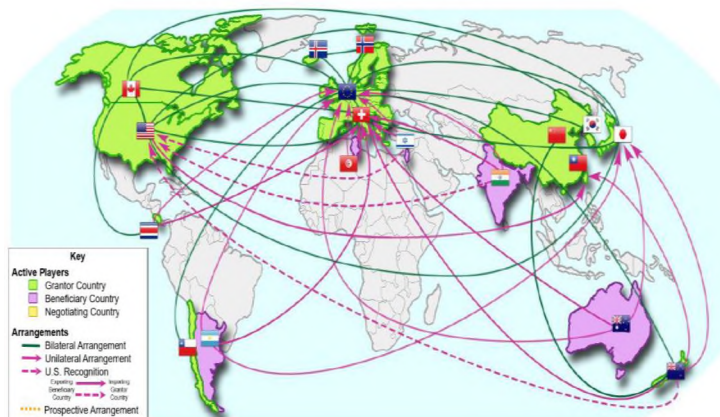 Key
Active Players
Grantor Country
Beneficiary Country
Negotiating Country
Arrangements
Bilateral Arrangement
Unilateral Arrangement
U.S. Recognition
Exporting Importing
Beneficiary Grantor
Country Country
Prospective Arrangement